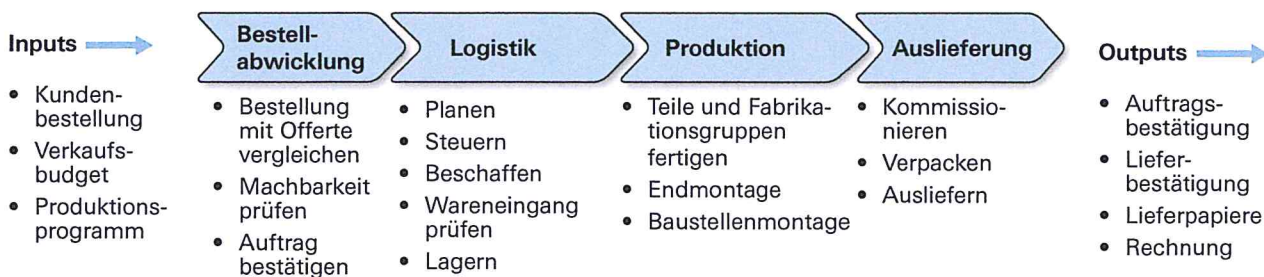 Inputs
• Kunden-
bestellung
• Verkaufs-
budget
• Produktions-
programm
Bestell-
abwicklung
• Bestellung
mit Offerte
vergleichen
• Machbarkeit
prüfen
• Auftrag
bestätigen
Logistik
• Planen
• Steuern
• Beschaffen
• Wareneingang
prüfen
• Lagern
Produktion
• Teile und Fabrika-
tionsgruppen
fertigen
• Endmontage
• Baustellenmontage
Auslieferung
• Kommissio-
nieren
• Verpacken
• Ausliefern
Outputs
• Auftrags-
bestätigung
• Liefer-
bestätigung
• Lieferpapiere
• Rechnung